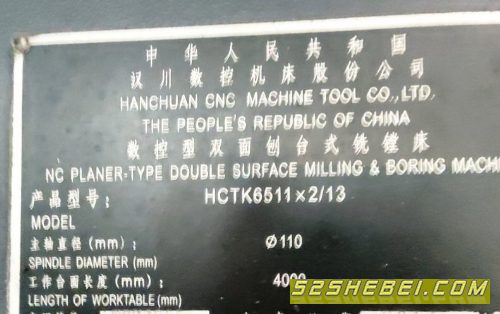 中华人民共和国
汉川数控机床股份公司
HANCHUAN CNC MACHINE TOOL CO.,LTD,
THE PEOPLE'S REPUBLIC OF CHINA
数控型双面刨台式铣镗床
NC PLANER-TYPE DOUBLE SURFACE MILLING & BORING MACH
产品型号: HCTK6511×2/13
MODEL
主轴直径(mm): Ø110
SPINDLE DIAMETER (mm)
工作台面长度(mm): 4000
LENGTH OF WORKTABLE (mm)
52SHEBEI.COM